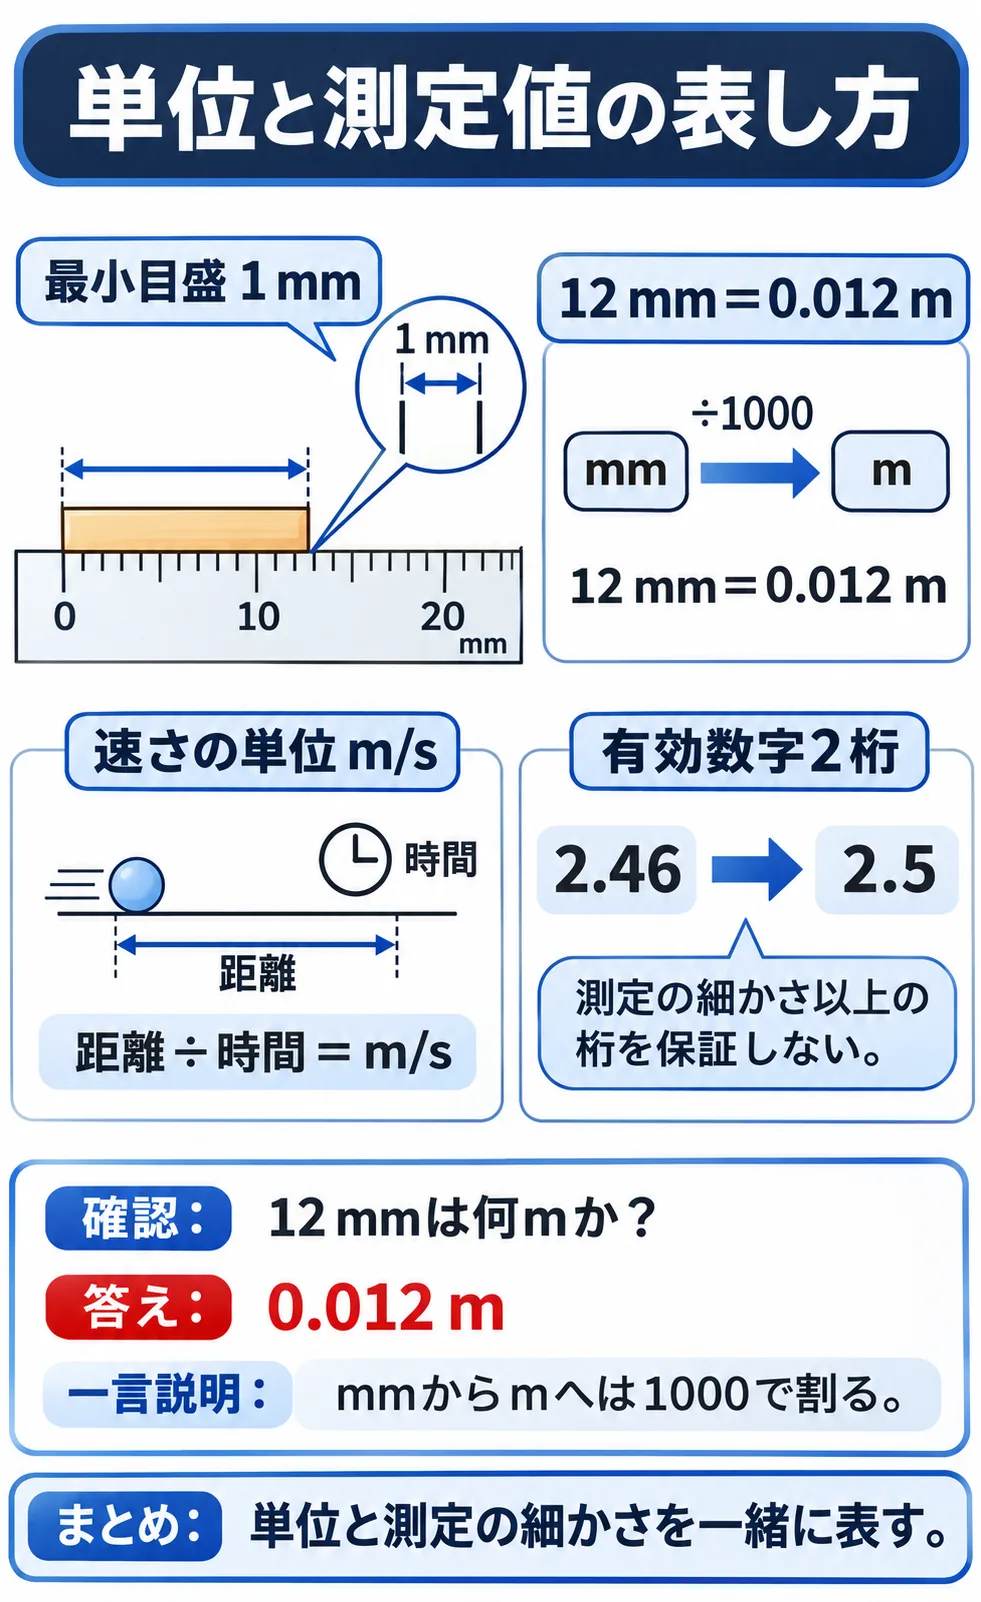 単位と測定値の表し方
最小目盛 1 mm
1 mm
0 10 20
mm
12 mm＝0.012 m
÷1000
mm
m
12 mm＝0.012 m
速さの単位 m/s
時間
距離
距離÷時間＝m/s
有効数字2桁
2.46
2.5
測定の細かさ以上の
桁を保証しない。
確認： 12 mmは何mか？
答え： 0.012 m
一言説明： mmからmへは1000で割る。
まとめ： 単位と測定の細かさを一緒に表す。